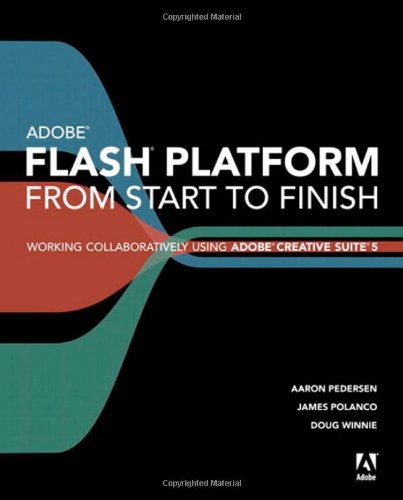 Copyrighted Material
ADOBE®
FLASH® PLATFORM
FROM START TO FINISH
WORKING COLLABORATIVELY USING ADOBE® CREATIVE SUITE® 5
AARON PEDERSEN
JAMES POLANCO
DOUG WINNIE
Adobe
Copyrighted Material